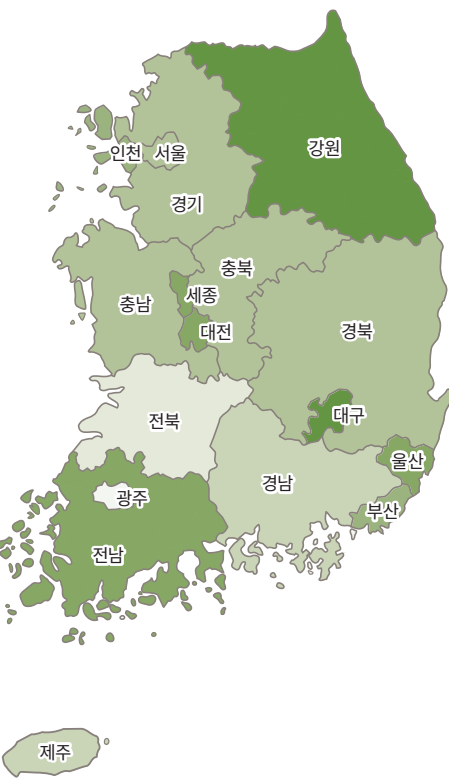 강원
인천
서울
경기
충북
세종
충남
대전
경북
대구
전북
울산
경남
광주
부산
전남
제주